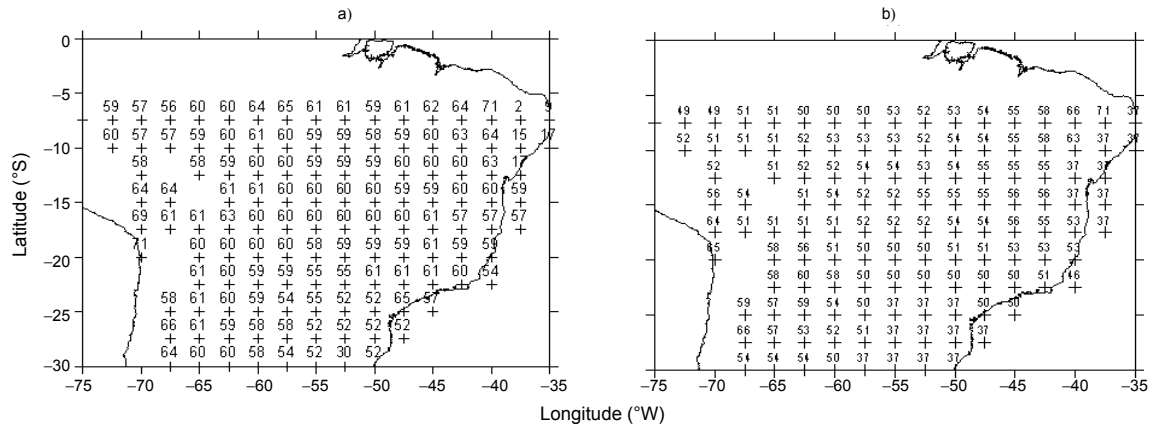 a)
0
−5
59 57 56 60 60 64 65 61 61 59 61 62 64 71 2
60 57 57 59 60 61 60 59 59 58 59 60 63 64 15 17
−10
58 58 59 60 59 59 59 60 60 60 60 63
64 64 61 61 60 60 60 60 59 59 60 60 59
−15
69 61 61 63 60 60 60 60 60 60 61 57 57 57
60 60 60 58 59 59 61 59 59
−20
61 60 59 59 55 55 61 61 61 60 54
58 61 60 59 54 55 52 52 65 57
−25
66 61 59 58 58 52 52 52 52
64 60 60 58 54 52 30 52
−30
−75 −70 −65 −60 −55 −50 −45 −40 −35
Latitude (°S)
b)
49 49 51 51 50 50 50 53 52 53 54 55 58 66 71 37
52 51 51 51 52 53 53 53 52 54 54 55 58 63 37 37
52 51 52 52 54 54 53 54 55 55 37 37
56 54 51 54 52 52 55 55 55 56 56 37 37
64 51 51 51 51 52 52 52 54 54 56 55 53 37
65 58 56 51 50 50 50 51 51 53 53 53
58 60 58 50 50 50 50 50 50 51 46
59 57 59 54 50 37 37 37 50 50
66 57 53 52 51 37 37 37 37
54 54 54 50 37 37 37 37
−75 −70 −65 −60 −55 −50 −45 −40 −35
Longitude (°W)